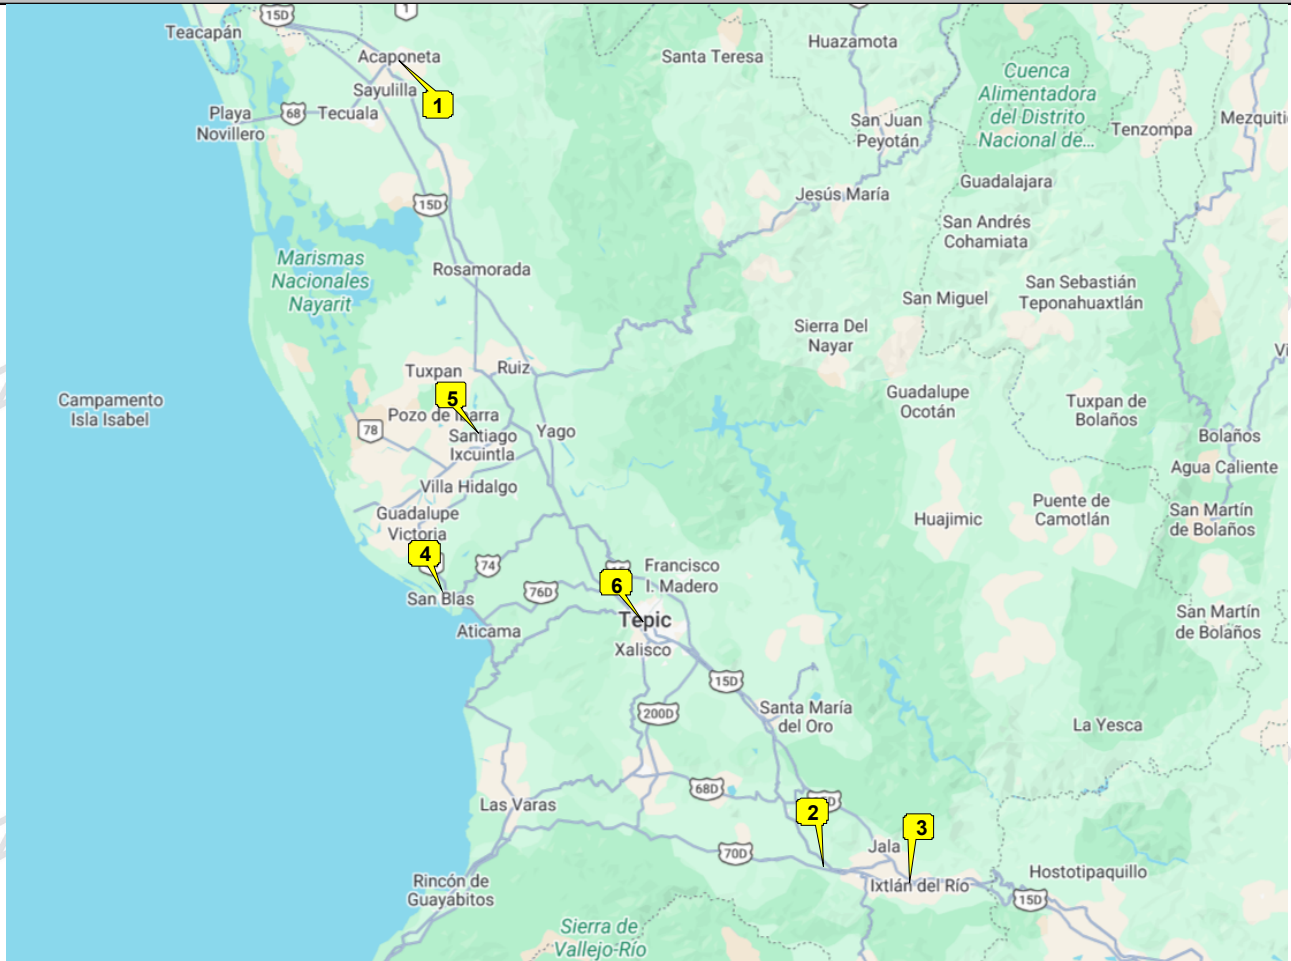 15D
1
Teacapán
Acaponeta
Santa Teresa
Huazamota
Cuenca
Alimentadora
del Distrito
Nacional de...
Sayulilla
1
Playa
Novillero
68
Tecuala
San Juan
Peyotán
Tenzompa
Mezquiti
15D
Jesús María
Guadalajara
San Andrés
Cohamiata
Marismas
Nacionales
Nayarit
Rosamorada
San Miguel
San Sebastián
Teponahuaxtlán
Sierra Del
Nayar
Tuxpan
Ruiz
Vi
Campamento
Isla Isabel
5
Pozo de Ibarra
78
Santiago
Ixcuintla
Yago
Guadalupe
Ocotán
Tuxpan de
Bolaños
Bolaños
Agua Caliente
Villa Hidalgo
Guadalupe
Victoria
Huajimic
Puente de
Camotlán
San Martín
de Bolaños
4
74
San Blas
76D
Francisco
I. Madero
6
Tepic
Xalisco
Aticama
San Martín
de Bolaños
15D
200D
Santa María
del Oro
La Yesca
68D
Las Varas
2
3
70D
Jala
Ixtlán del Río
Hostotipaquillo
15D
Rincón de
Guayabitos
Sierra de
Vallejo-Río